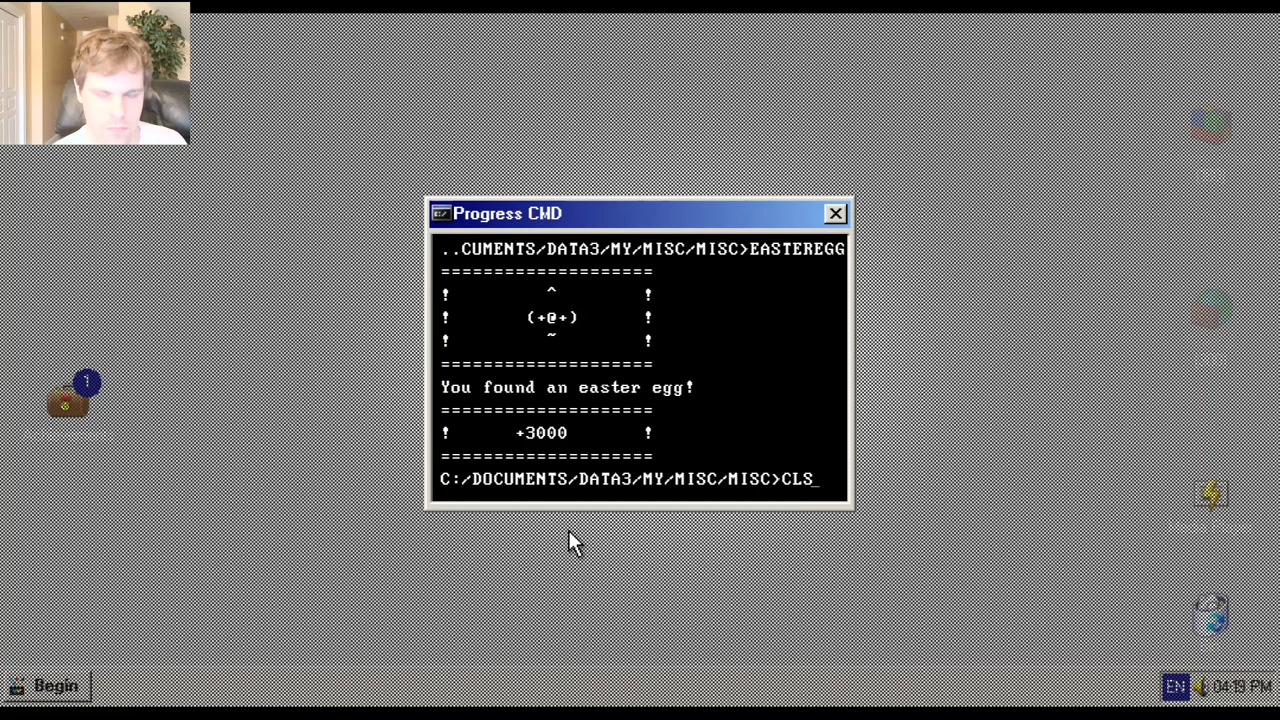 Progress CMD
..CUMENTS/DATA3/MY/MISC/MISC>EASTEREGG
====================
! ^ !
! (+@+) !
! ~ !
====================
You found an easter egg!
====================
! +3000 !
====================
C:/DOCUMENTS/DATA3/MY/MISC/MISC>CLS_
1
Begin
EN
04:19 PM